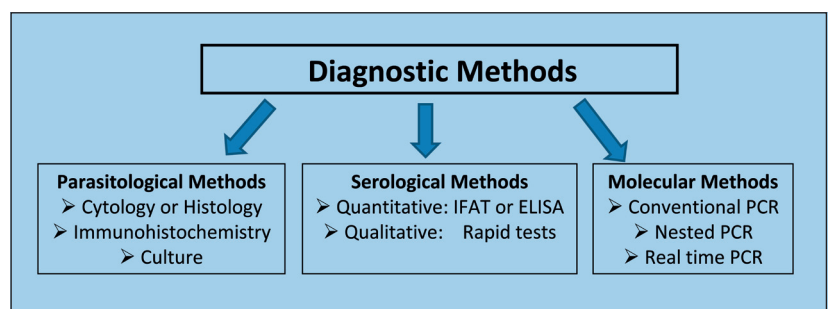 Diagnostic Methods
Parasitological Methods
➢ Cytology or Histology
➢ Immunohistochemistry
➢ Culture
Serological Methods
➢ Quantitative: IFAT or ELISA
➢ Qualitative: Rapid tests
Molecular Methods
➢ Conventional PCR
➢ Nested PCR
➢ Real time PCR